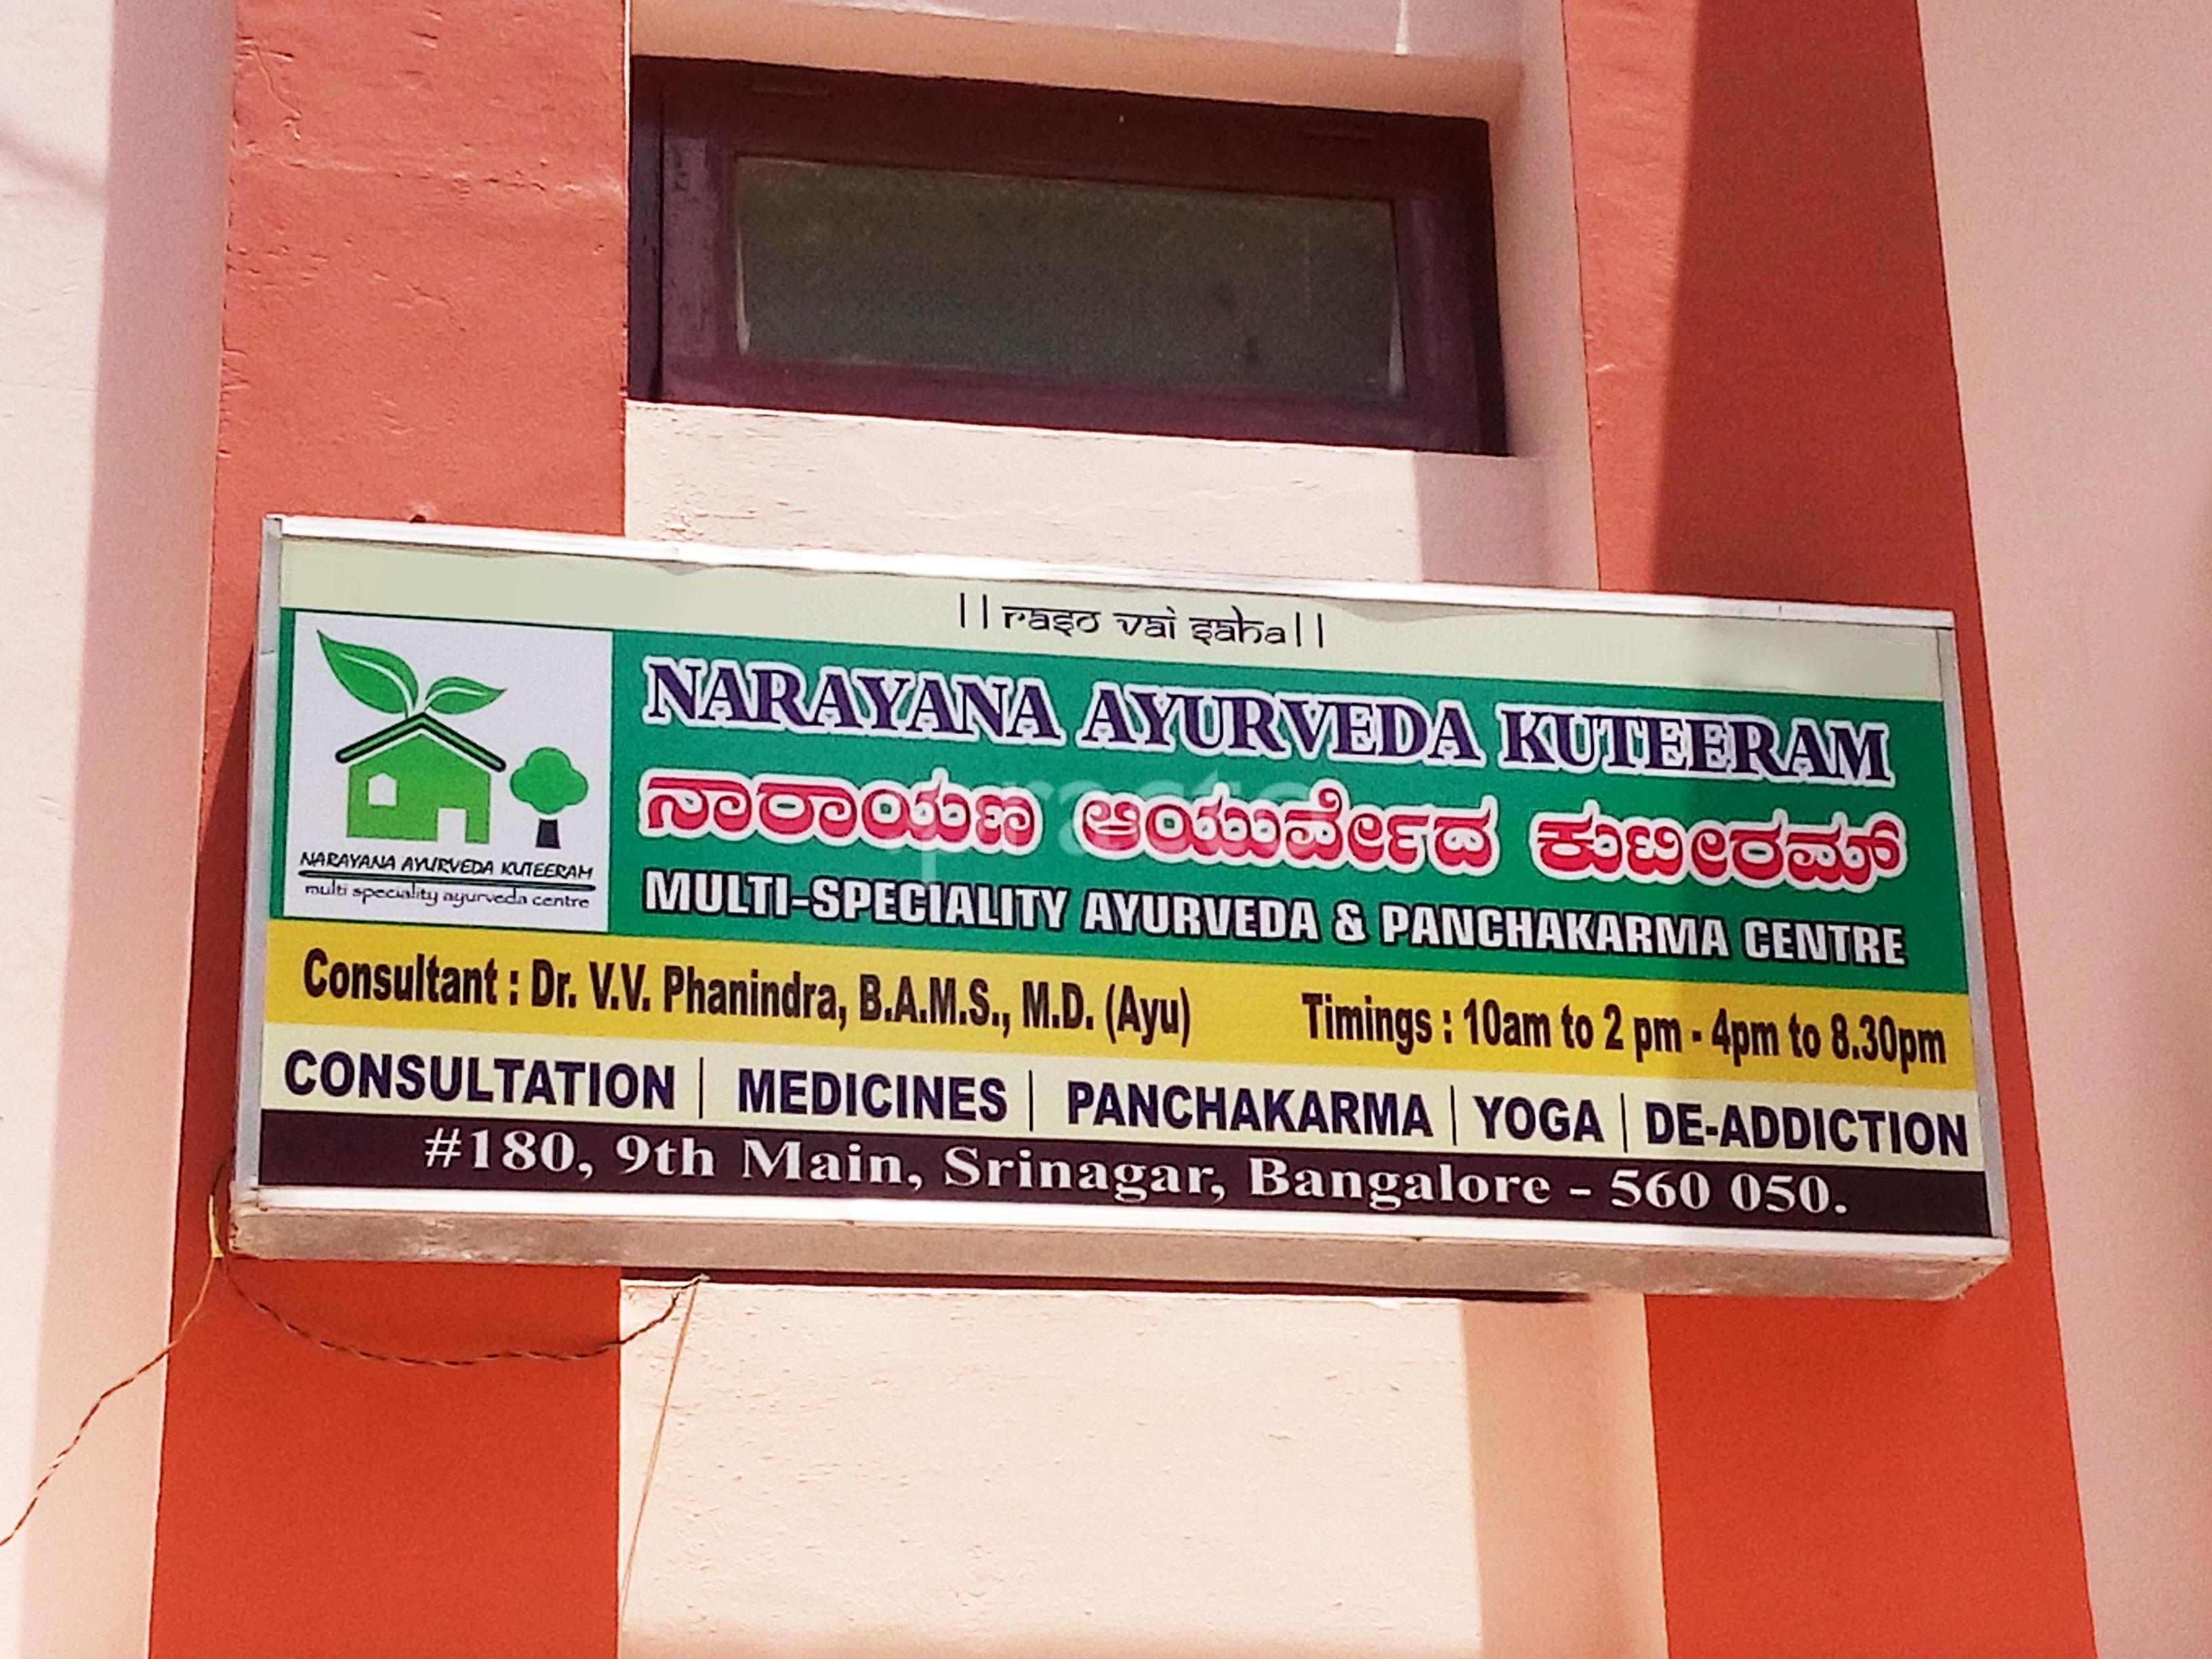 ||raso vai saha||
NARAYANA AYURVEDA KUTEERAM
ನಾರಾಯಣ ಆಯುರ್ವೇದ ಕುಟೀರಮ್
MULTI-SPECIALITY AYURVEDA & PANCHAKARMA CENTRE
NARAYANA AYURVEDA KUTEERAM
multi speciality ayurveda centre
Consultant : Dr. V.V. Phanindra, B.A.M.S., M.D. (Ayu) Timings : 10am to 2 pm - 4pm to 8.30pm
CONSULTATION | MEDICINES | PANCHAKARMA | YOGA | DE-ADDICTION
#180, 9th Main, Srinagar, Bangalore - 560 050.
practo